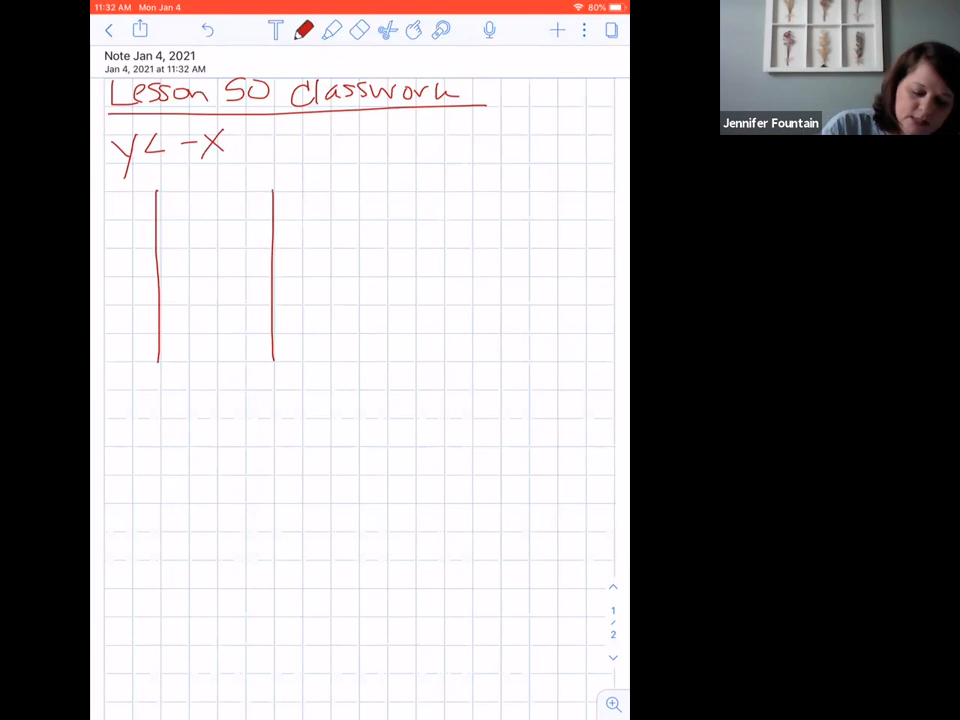 11:32 AM Mon Jan 4
80%
Note Jan 4, 2021
Jan 4, 2021 at 11:32 AM
Lesson 50 classwork
y< -x
1
2
Jennifer Fountain